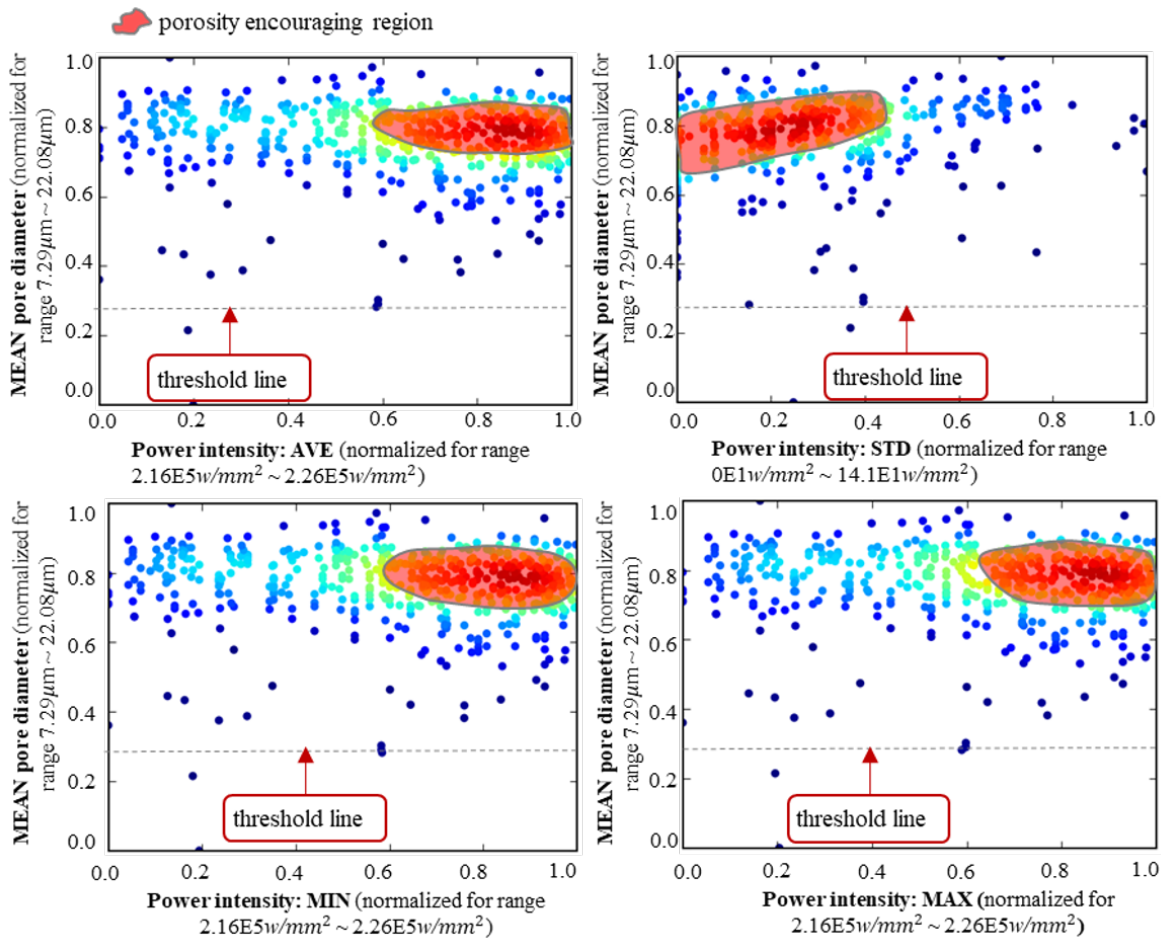 porosity encouraging region
MEAN pore diameter (normalized for
range 7.29μm ~ 22.08μm)
1.0
0.8
0.6
0.4
0.2
0.0
threshold line
0.0 0.2 0.4 0.6 0.8 1.0
Power intensity: AVE (normalized for range
2.16E5w/mm² ~ 2.26E5w/mm²)
MEAN pore diameter (normalized for
range 7.29μm ~ 22.08μm)
1.0
0.8
0.6
0.4
0.2
0.0
threshold line
0.0 0.2 0.4 0.6 0.8 1.0
Power intensity: STD (normalized for range
0E1w/mm² ~ 14.1E1w/mm²)
MEAN pore diameter (normalized for
range 7.29μm ~ 22.08μm)
1.0
0.8
0.6
0.4
0.2
0.0
threshold line
0.0 0.2 0.4 0.6 0.8 1.0
Power intensity: MIN (normalized for range
2.16E5w/mm² ~ 2.26E5w/mm²)
MEAN pore diameter (normalized for
range 7.29μm ~ 22.08μm)
1.0
0.8
0.6
0.4
0.2
0.0
threshold line
0.0 0.2 0.4 0.6 0.8 1.0
Power intensity: MAX (normalized for
2.16E5w/mm² ~ 2.26E5w/mm²)